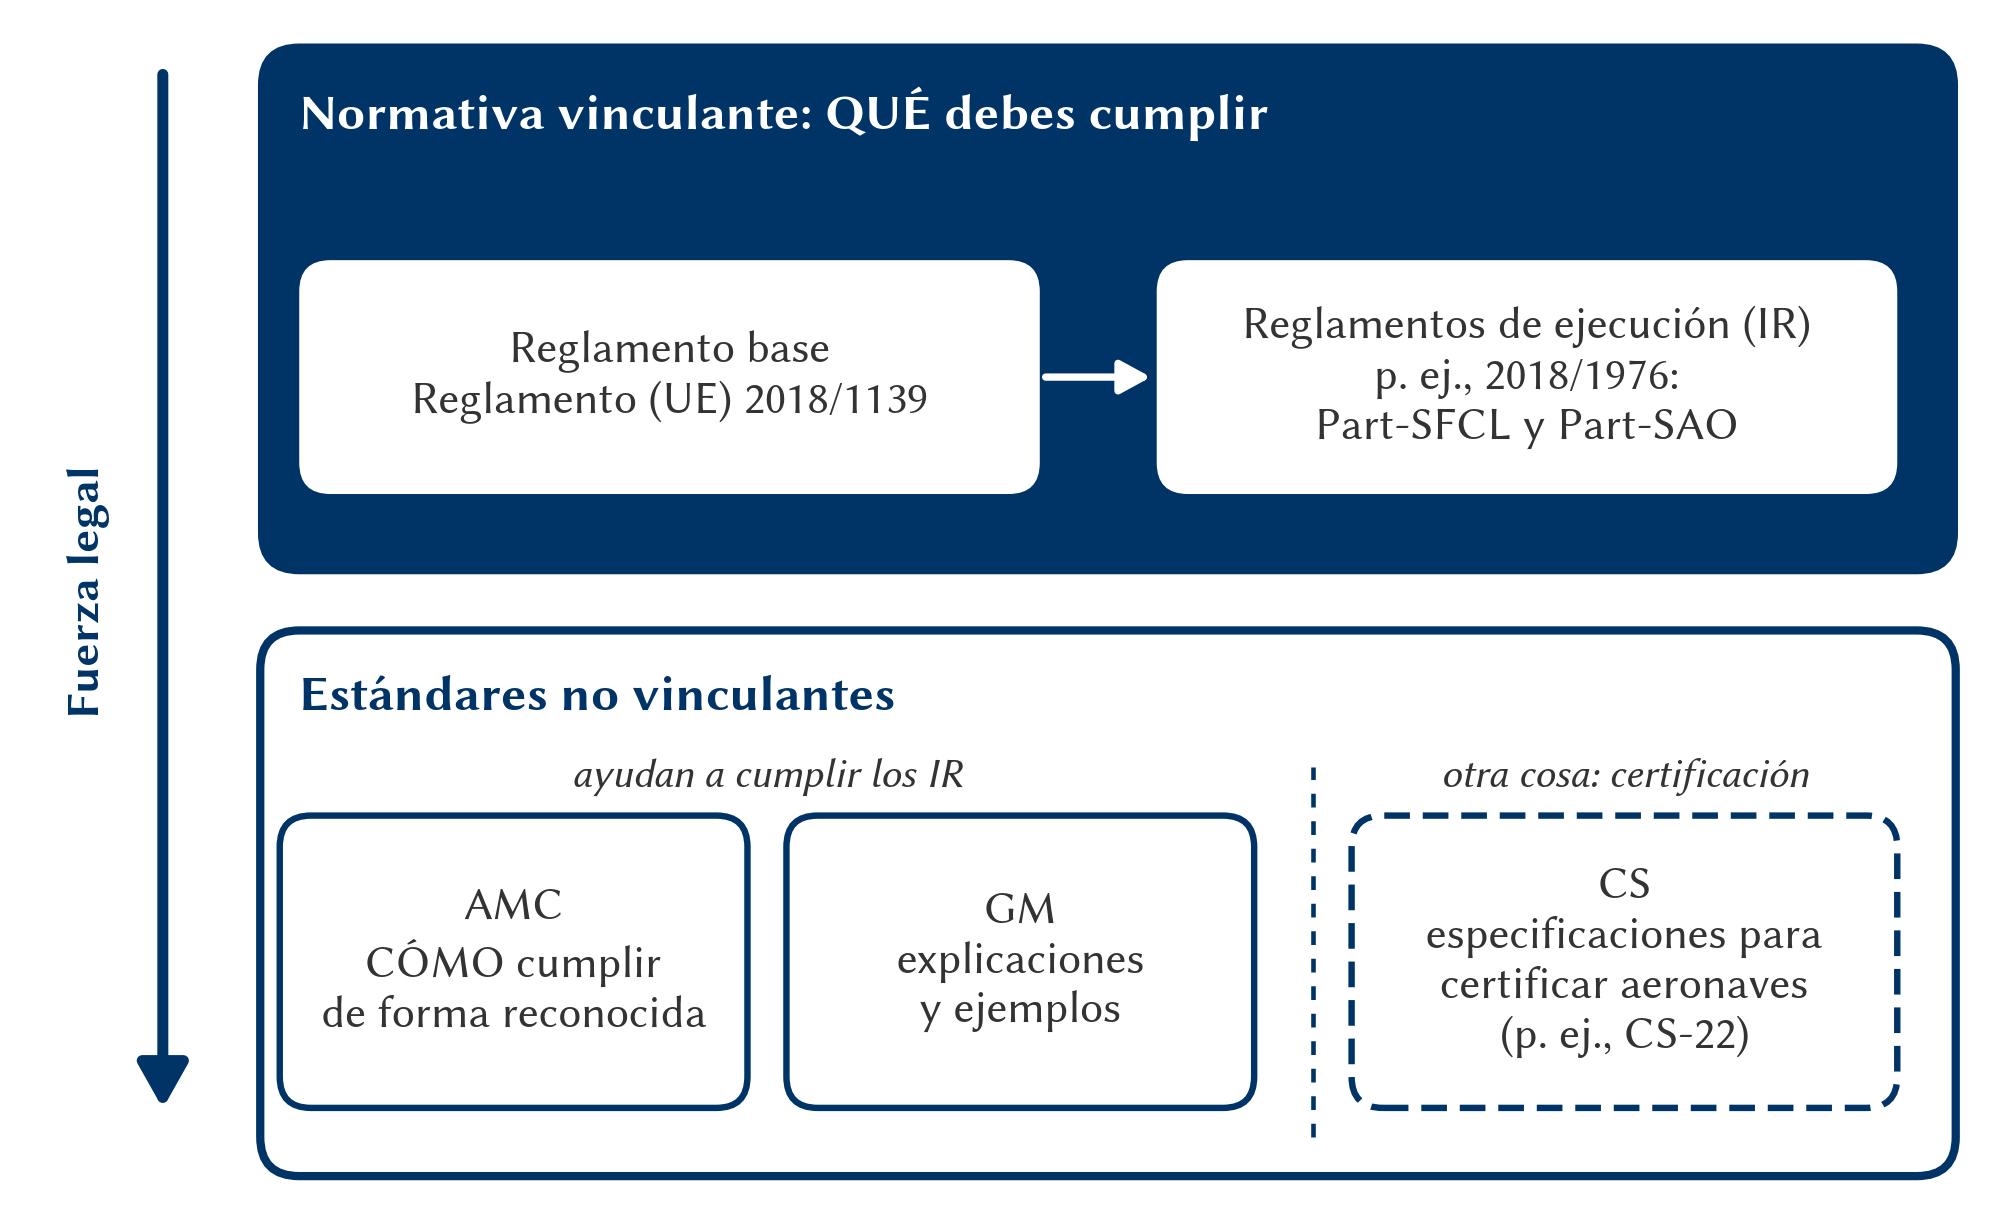 Fuerza legal
Normativa vinculante: QUÉ debes cumplir
Reglamento base
Reglamento (UE) 2018/1139
Reglamentos de ejecución (IR)
p. ej., 2018/1976:
Part-SFCL y Part-SAO
Estándares no vinculantes
ayudan a cumplir los IR
AMC
CÓMO cumplir
de forma reconocida
GM
explicaciones
y ejemplos
otra cosa: certificación
CS
especificaciones para
certificar aeronaves
(p. ej., CS-22)